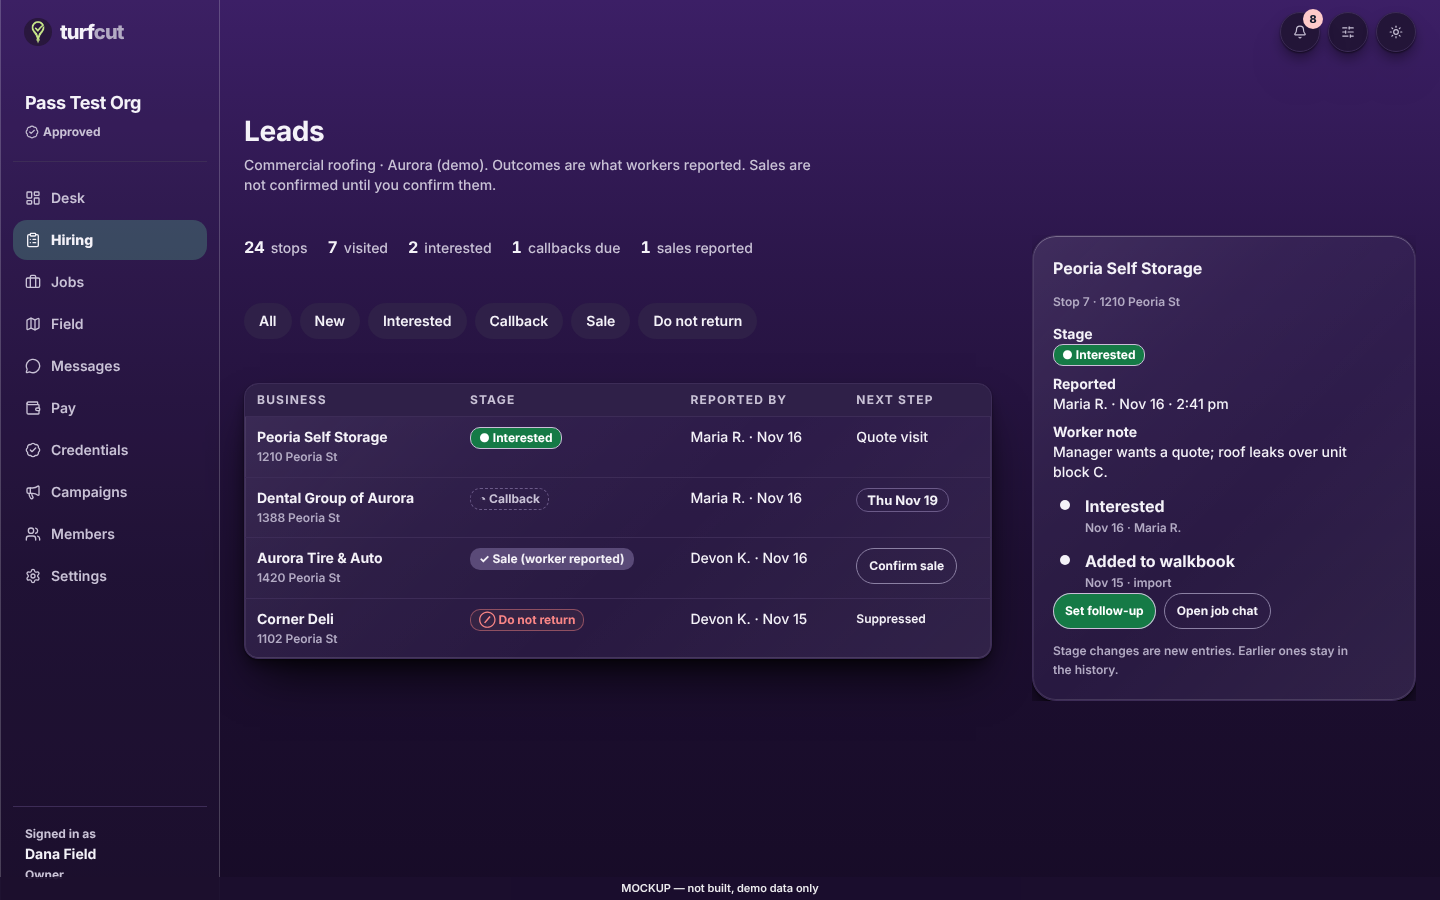 turfcut
8
Pass Test Org
Approved
Desk
Hiring
Jobs
Field
Messages
Pay
Credentials
Campaigns
Members
Settings
Signed in as
Dana Field
Owner
Leads
Commercial roofing · Aurora (demo). Outcomes are what workers reported. Sales are
not confirmed until you confirm them.
24 stops 7 visited 2 interested 1 callbacks due 1 sales reported
All New Interested Callback Sale Do not return
BUSINESS STAGE REPORTED BY NEXT STEP
Peoria Self Storage Interested Maria R. · Nov 16 Quote visit
1210 Peoria St
Dental Group of Aurora Callback Maria R. · Nov 16 Thu Nov 19
1388 Peoria St
Aurora Tire & Auto ✓ Sale (worker reported) Devon K. · Nov 16 Confirm sale
1420 Peoria St
Corner Deli Do not return Devon K. · Nov 15 Suppressed
1102 Peoria St
Peoria Self Storage
Stop 7 · 1210 Peoria St
Stage
Interested
Reported
Maria R. · Nov 16 · 2:41 pm
Worker note
Manager wants a quote; roof leaks over unit
block C.
Interested
Nov 16 · Maria R.
Added to walkbook
Nov 15 · import
Set follow-up Open job chat
Stage changes are new entries. Earlier ones stay in
the history.
MOCKUP — not built, demo data only